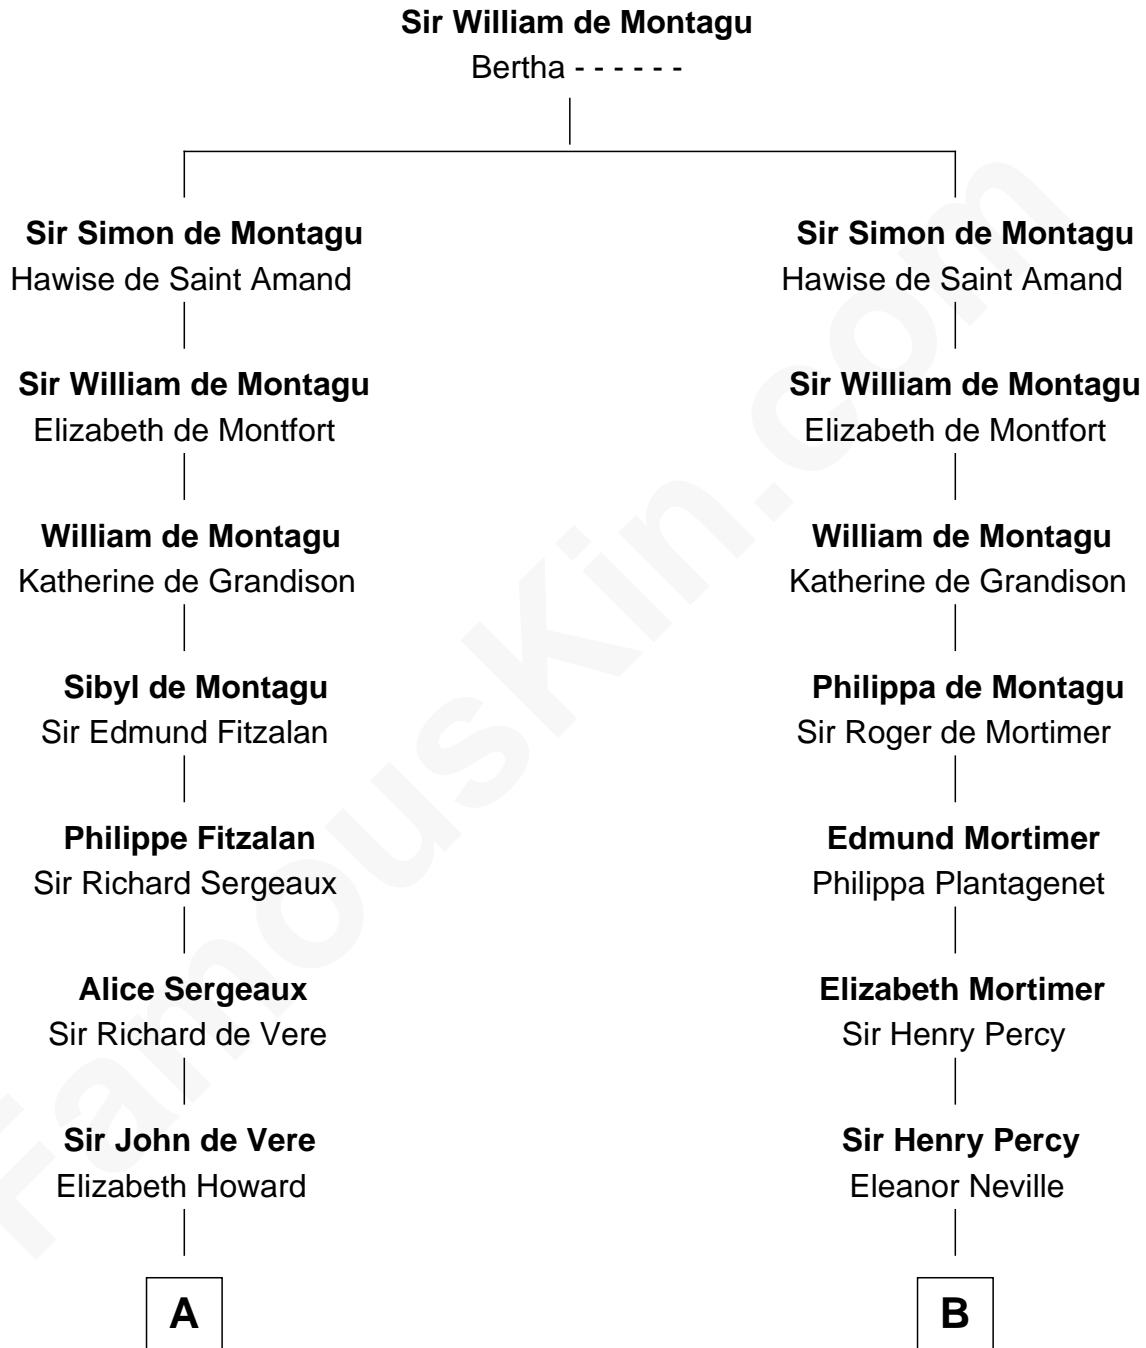 Sir William de Montagu
Bertha - - - - - -
Sir Simon de Montagu
Hawise de Saint Amand
Sir William de Montagu
Elizabeth de Montfort
William de Montagu
Katherine de Grandison
Sibyl de Montagu
Sir Edmund Fitzalan
Philippe Fitzalan
Sir Richard Sergeaux
Alice Sergeaux
Sir Richard de Vere
Sir John de Vere
Elizabeth Howard
A
Sir Simon de Montagu
Hawise de Saint Amand
Sir William de Montagu
Elizabeth de Montfort
William de Montagu
Katherine de Grandison
Philippa de Montagu
Sir Roger de Mortimer
Edmund Mortimer
Philippa Plantagenet
Elizabeth Mortimer
Sir Henry Percy
Sir Henry Percy
Eleanor Neville
B
FamousKin.com